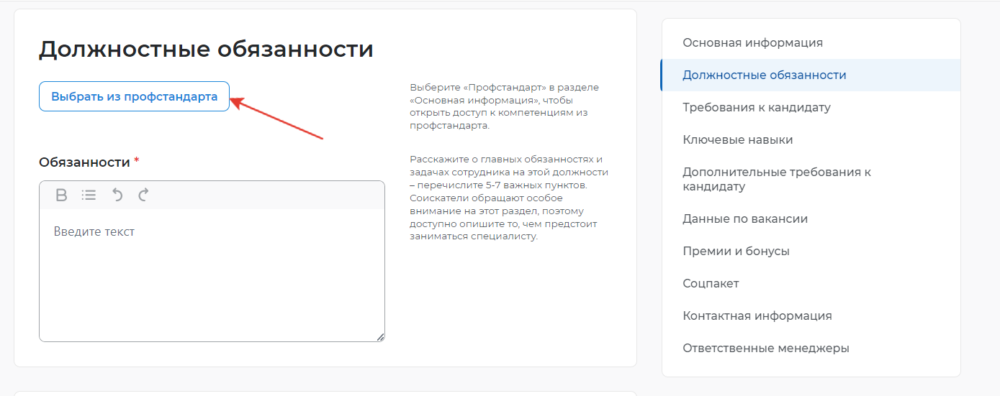 Должностные обязанности
Выбрать из профстандарта
Выберите «Профстандарт» в разделе
«Основная информация», чтобы
открыть доступ к компетенциям из
профстандарта.
Обязанности *
B
Введите текст
Расскажите о главных обязанностях и
задачах сотрудника на этой должности
– перечислите 5-7 важных пунктов.
Соискатели обращают особое
внимание на этот раздел, поэтому
доступно опишите то, чем предстоит
заниматься специалисту.
Основная информация
Должностные обязанности
Требования к кандидату
Ключевые навыки
Дополнительные требования к
кандидату
Данные по вакансии
Премии и бонусы
Соцпакет
Контактная информация
Ответственные менеджеры